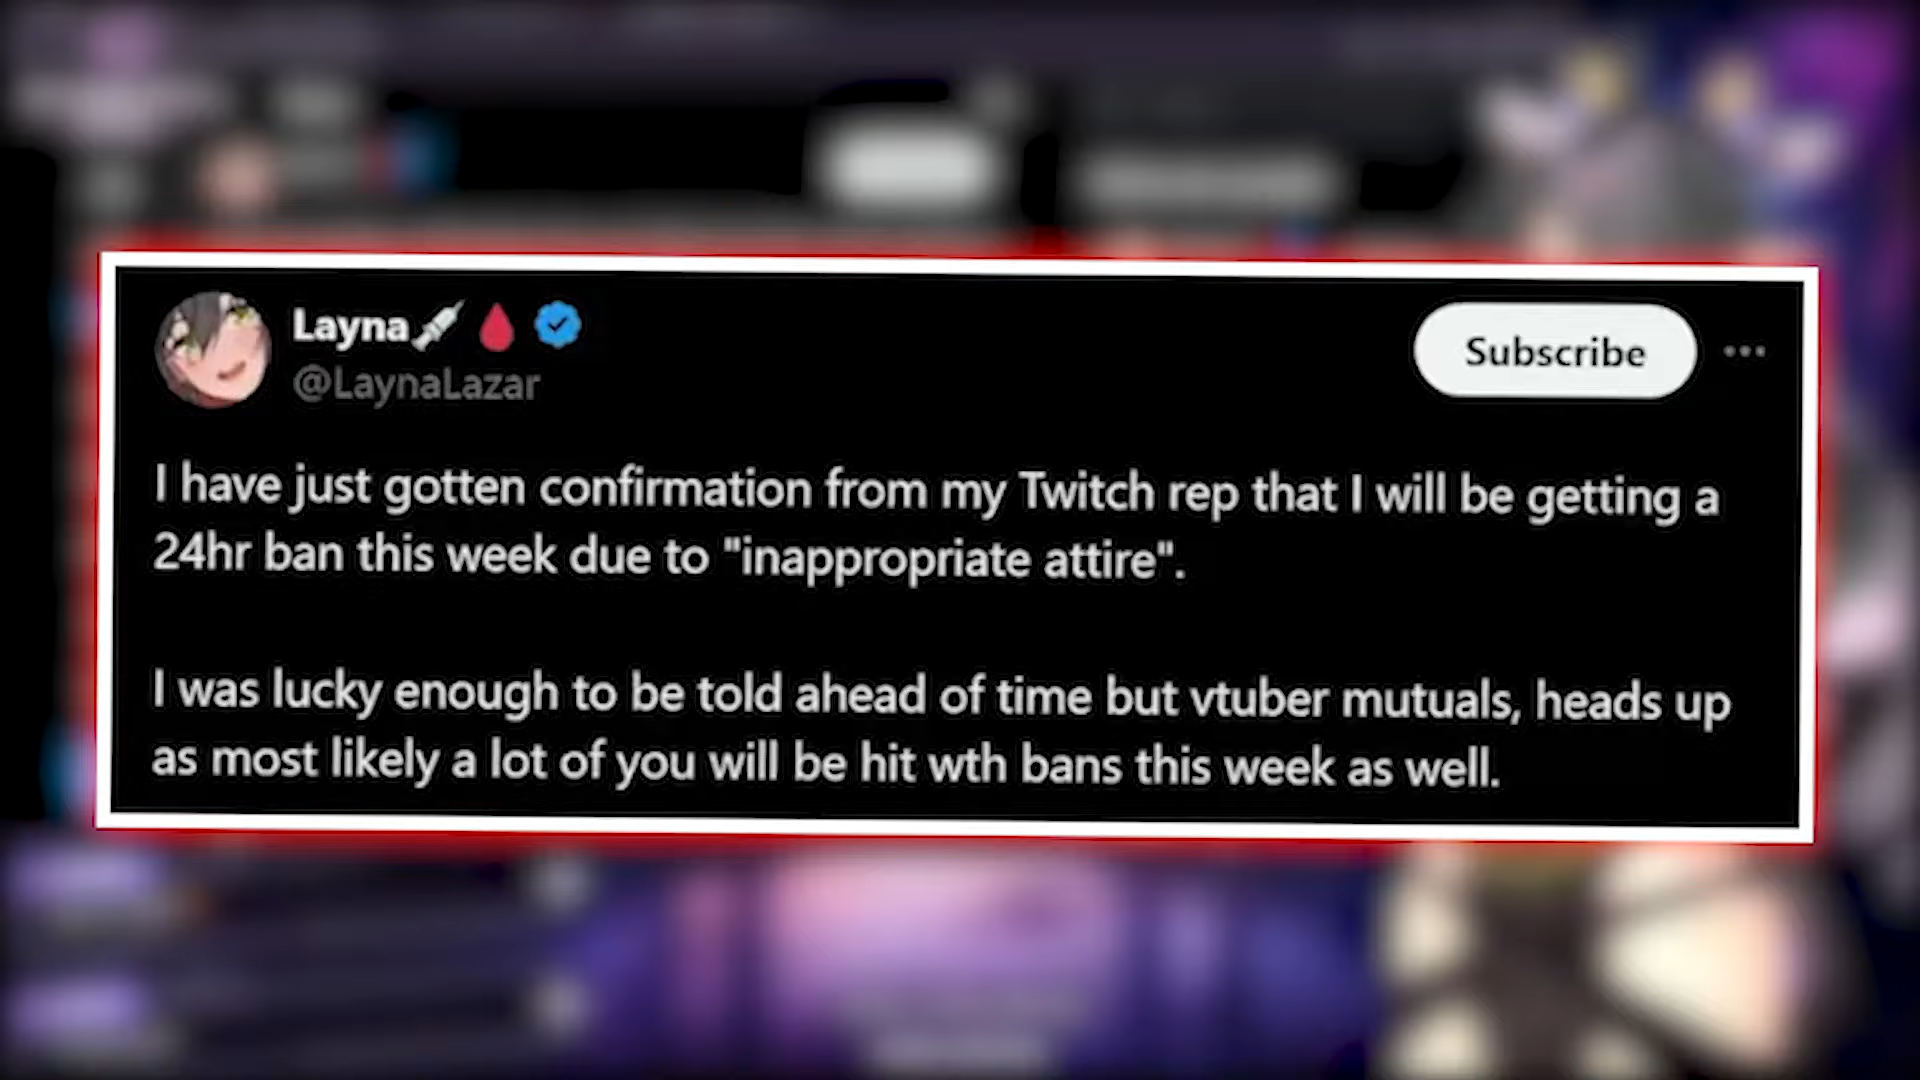 Layna💉🩸
@LaynaLazar
Subscribe
I have just gotten confirmation from my Twitch rep that I will be getting a
24hr ban this week due to "inappropriate attire".
I was lucky enough to be told ahead of time but vtuber mutuals, heads up
as most likely a lot of you will be hit wth bans this week as well.